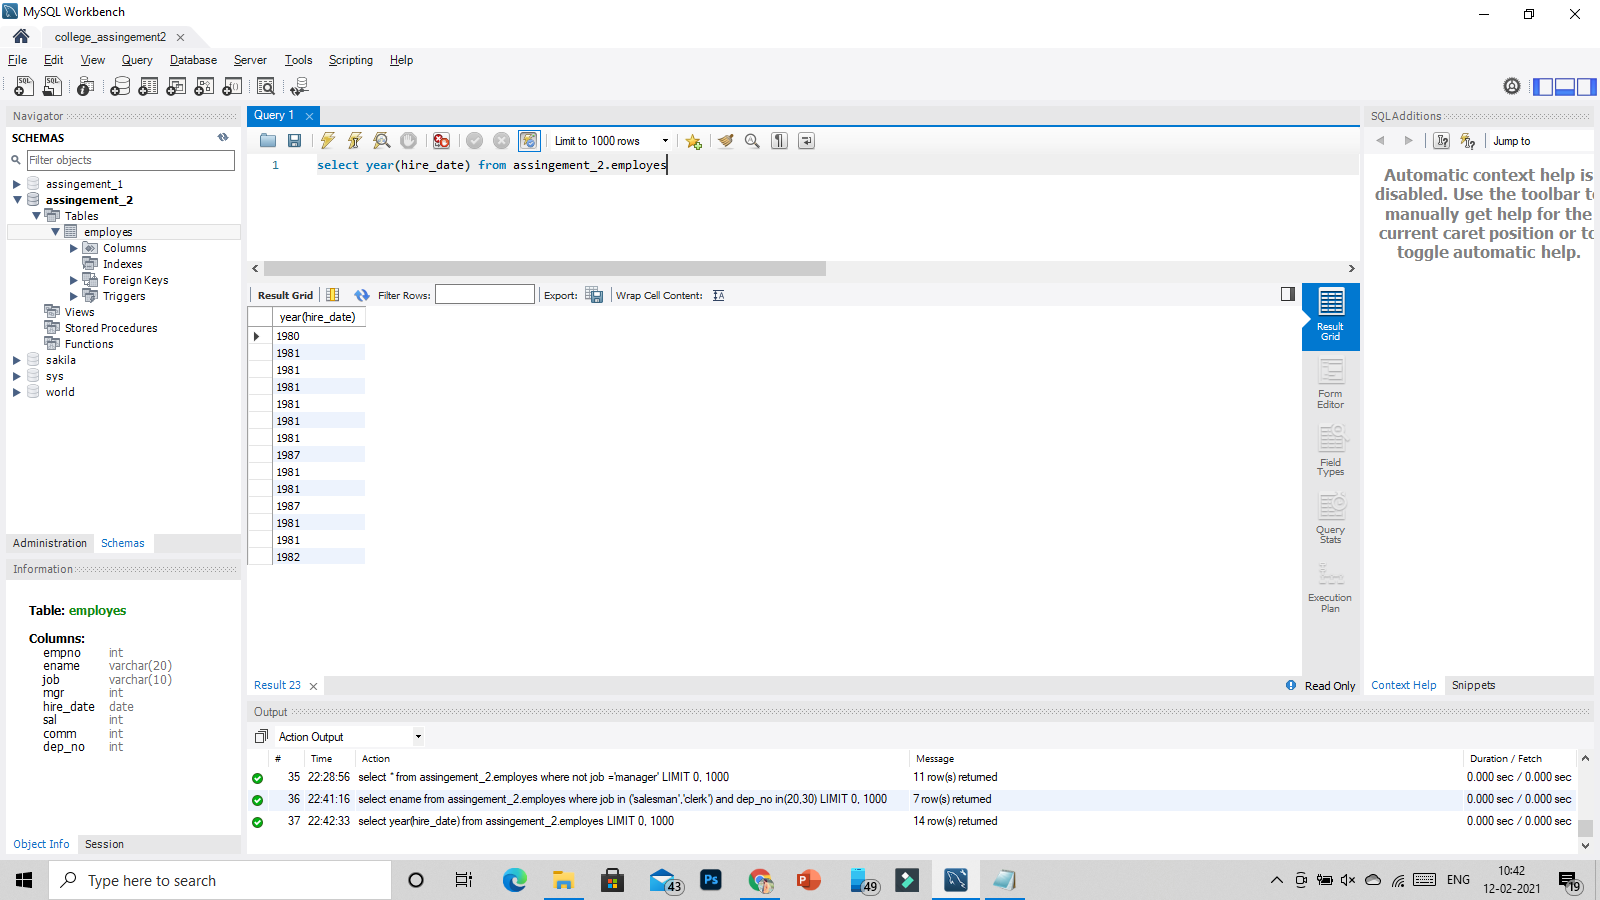 MySQL Workbench
college_assingement2
File Edit View Query Database Server Tools Scripting Help
Navigator
SCHEMAS
Filter objects
assingement_1
assingement_2
Tables
employes
Columns
Indexes
Foreign Keys
Triggers
Views
Stored Procedures
Functions
sakila
sys
world
Administration Schemas
Information
Table: employes
Columns:
empno int
ename varchar(20)
job varchar(10)
mgr int
hire_date date
sal int
comm int
dep_no int
Object Info Session
Query 1
Limit to 1000 rows
1 select year(hire_date) from assingement_2.employes
Result Grid Filter Rows: Export: Wrap Cell Content:
year(hire_date)
1980
1981
1981
1981
1981
1981
1981
1987
1981
1981
1987
1981
1981
1982
Result Grid
Form Editor
Field Types
Query Stats
Execution Plan
Result 23
Read Only
SQLAdditions
Jump to
Automatic context help is
disabled. Use the toolbar to
manually get help for the
current caret position or to
toggle automatic help.
Context Help Snippets
Output
Action Output
# Time Action Message Duration / Fetch
35 22:28:56 select * from assingement_2.employes where not job ='manager' LIMIT 0, 1000 11 row(s) returned 0.000 sec / 0.000 sec
36 22:41:16 select ename from assingement_2.employes where job in ('salesman','clerk') and dep_no in(20,30) LIMIT 0, 1000 7 row(s) returned 0.000 sec / 0.000 sec
37 22:42:33 select year(hire_date) from assingement_2.employes LIMIT 0, 1000 14 row(s) returned 0.000 sec / 0.000 sec
Type here to search
43
Ps
49
ENG
10:42
12-02-2021
19